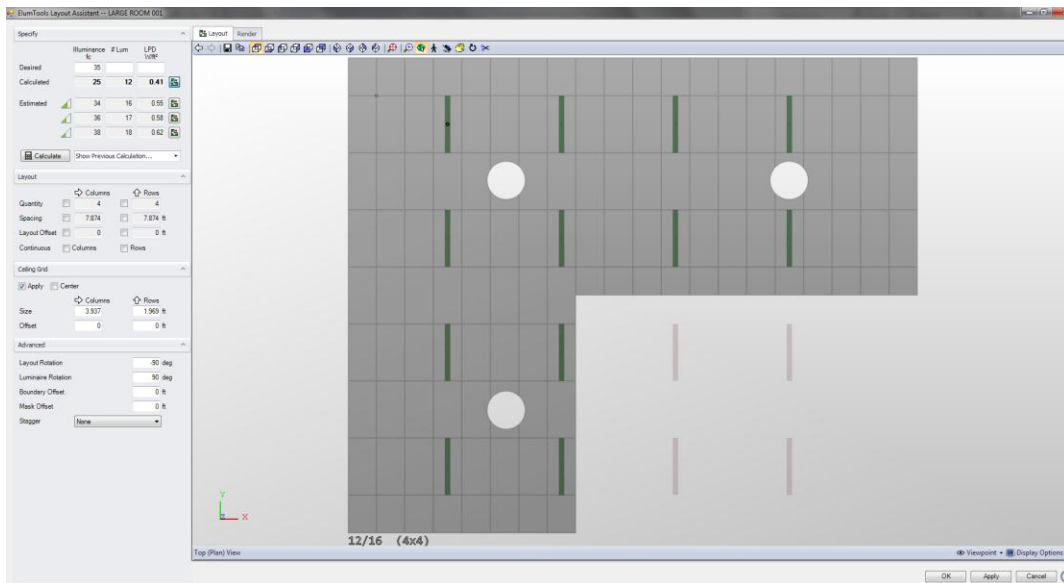 ElumTools Layout Assistant -- LARGE ROOM 001
Specify
Illuminance # Lum LPD
fc W/ft²
Desired 35
Calculated 25 12 0.41
Estimated 34 16 0.55
36 17 0.58
38 18 0.62
Calculate Show Previous Calculation...
Layout
Columns Rows
Quantity 4 4
Spacing 7.874 7.874 ft
Layout Offset 0 0 ft
Continuous Columns Rows
Ceiling Grid
Apply Center
Columns Rows
Size 3.937 1.969 ft
Offset 0 0 ft
Advanced
Layout Rotation -90 deg
Luminaire Rotation 90 deg
Boundary Offset 0 ft
Mask Offset 0 ft
Stagger None
Layout Render
Y
Z X
12/16 (4x4)
Top (Plan) View Viewpoint Display Options
OK Apply Cancel